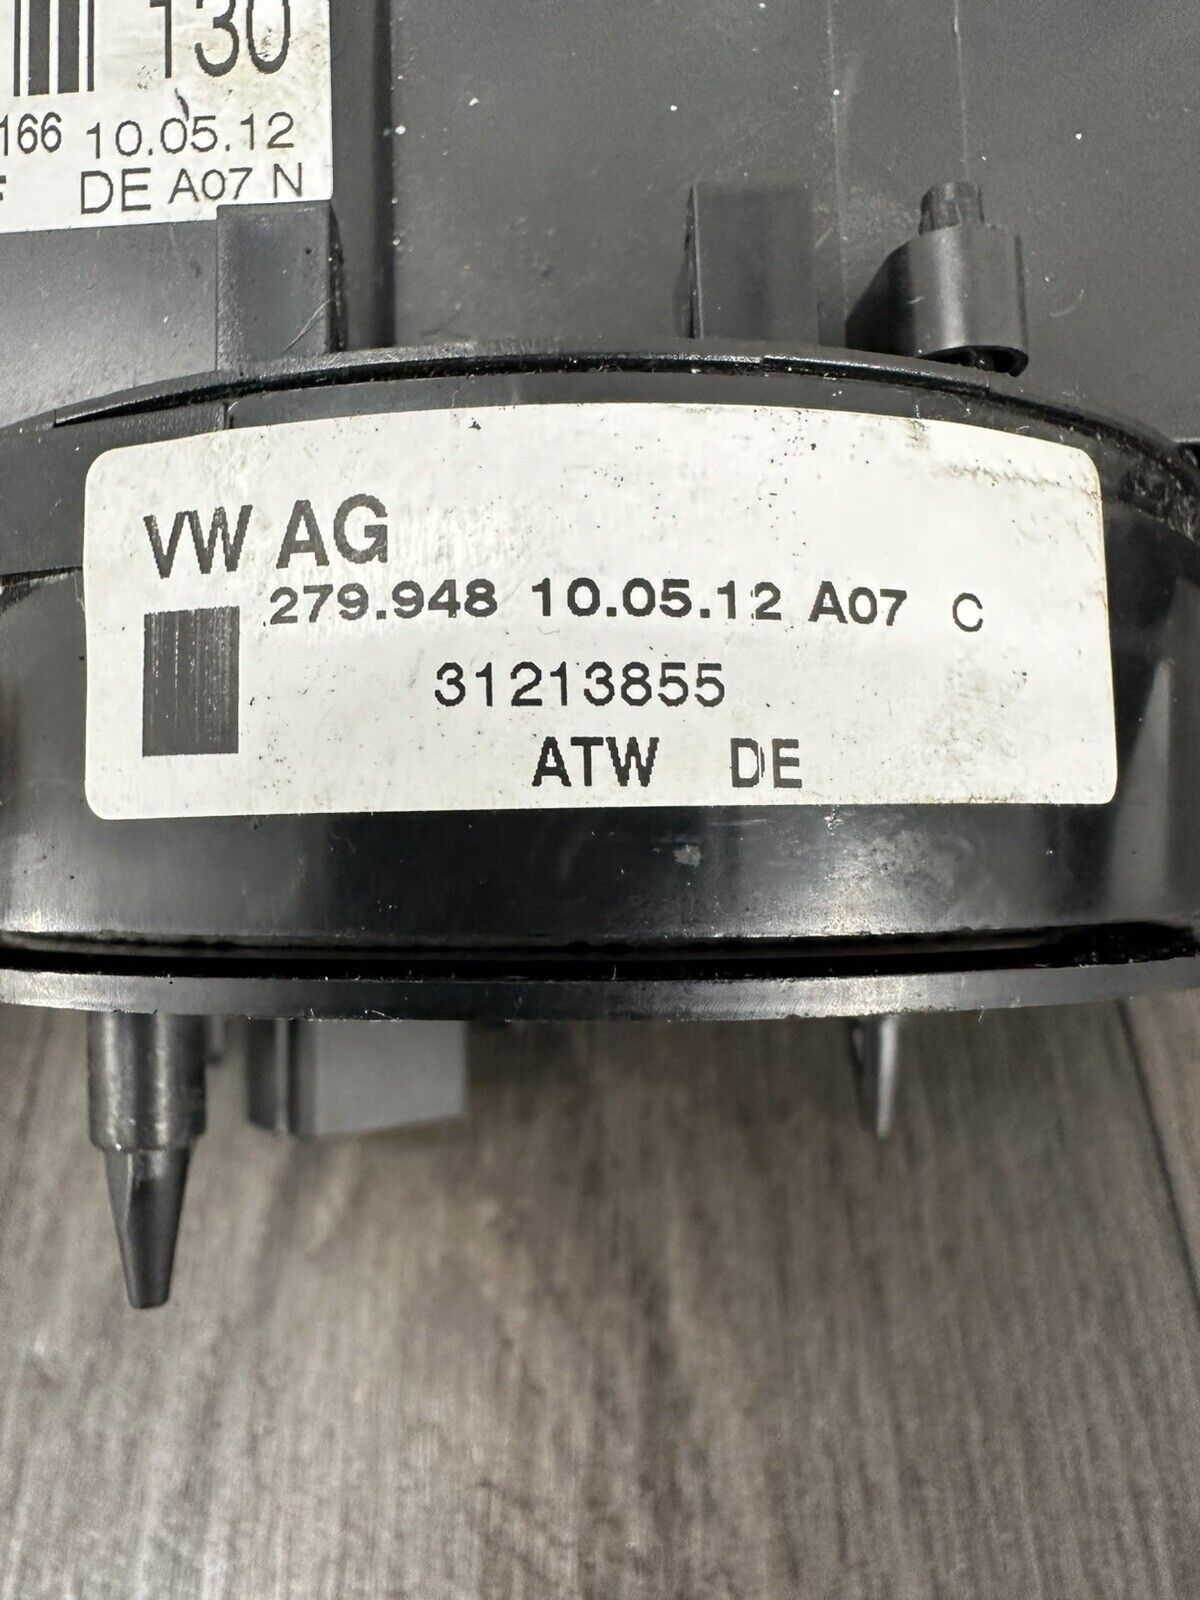 130
166 10.05.12
DE A07 N
VW AG
279.948 10.05.12 A07 C
31213855
ATW DE